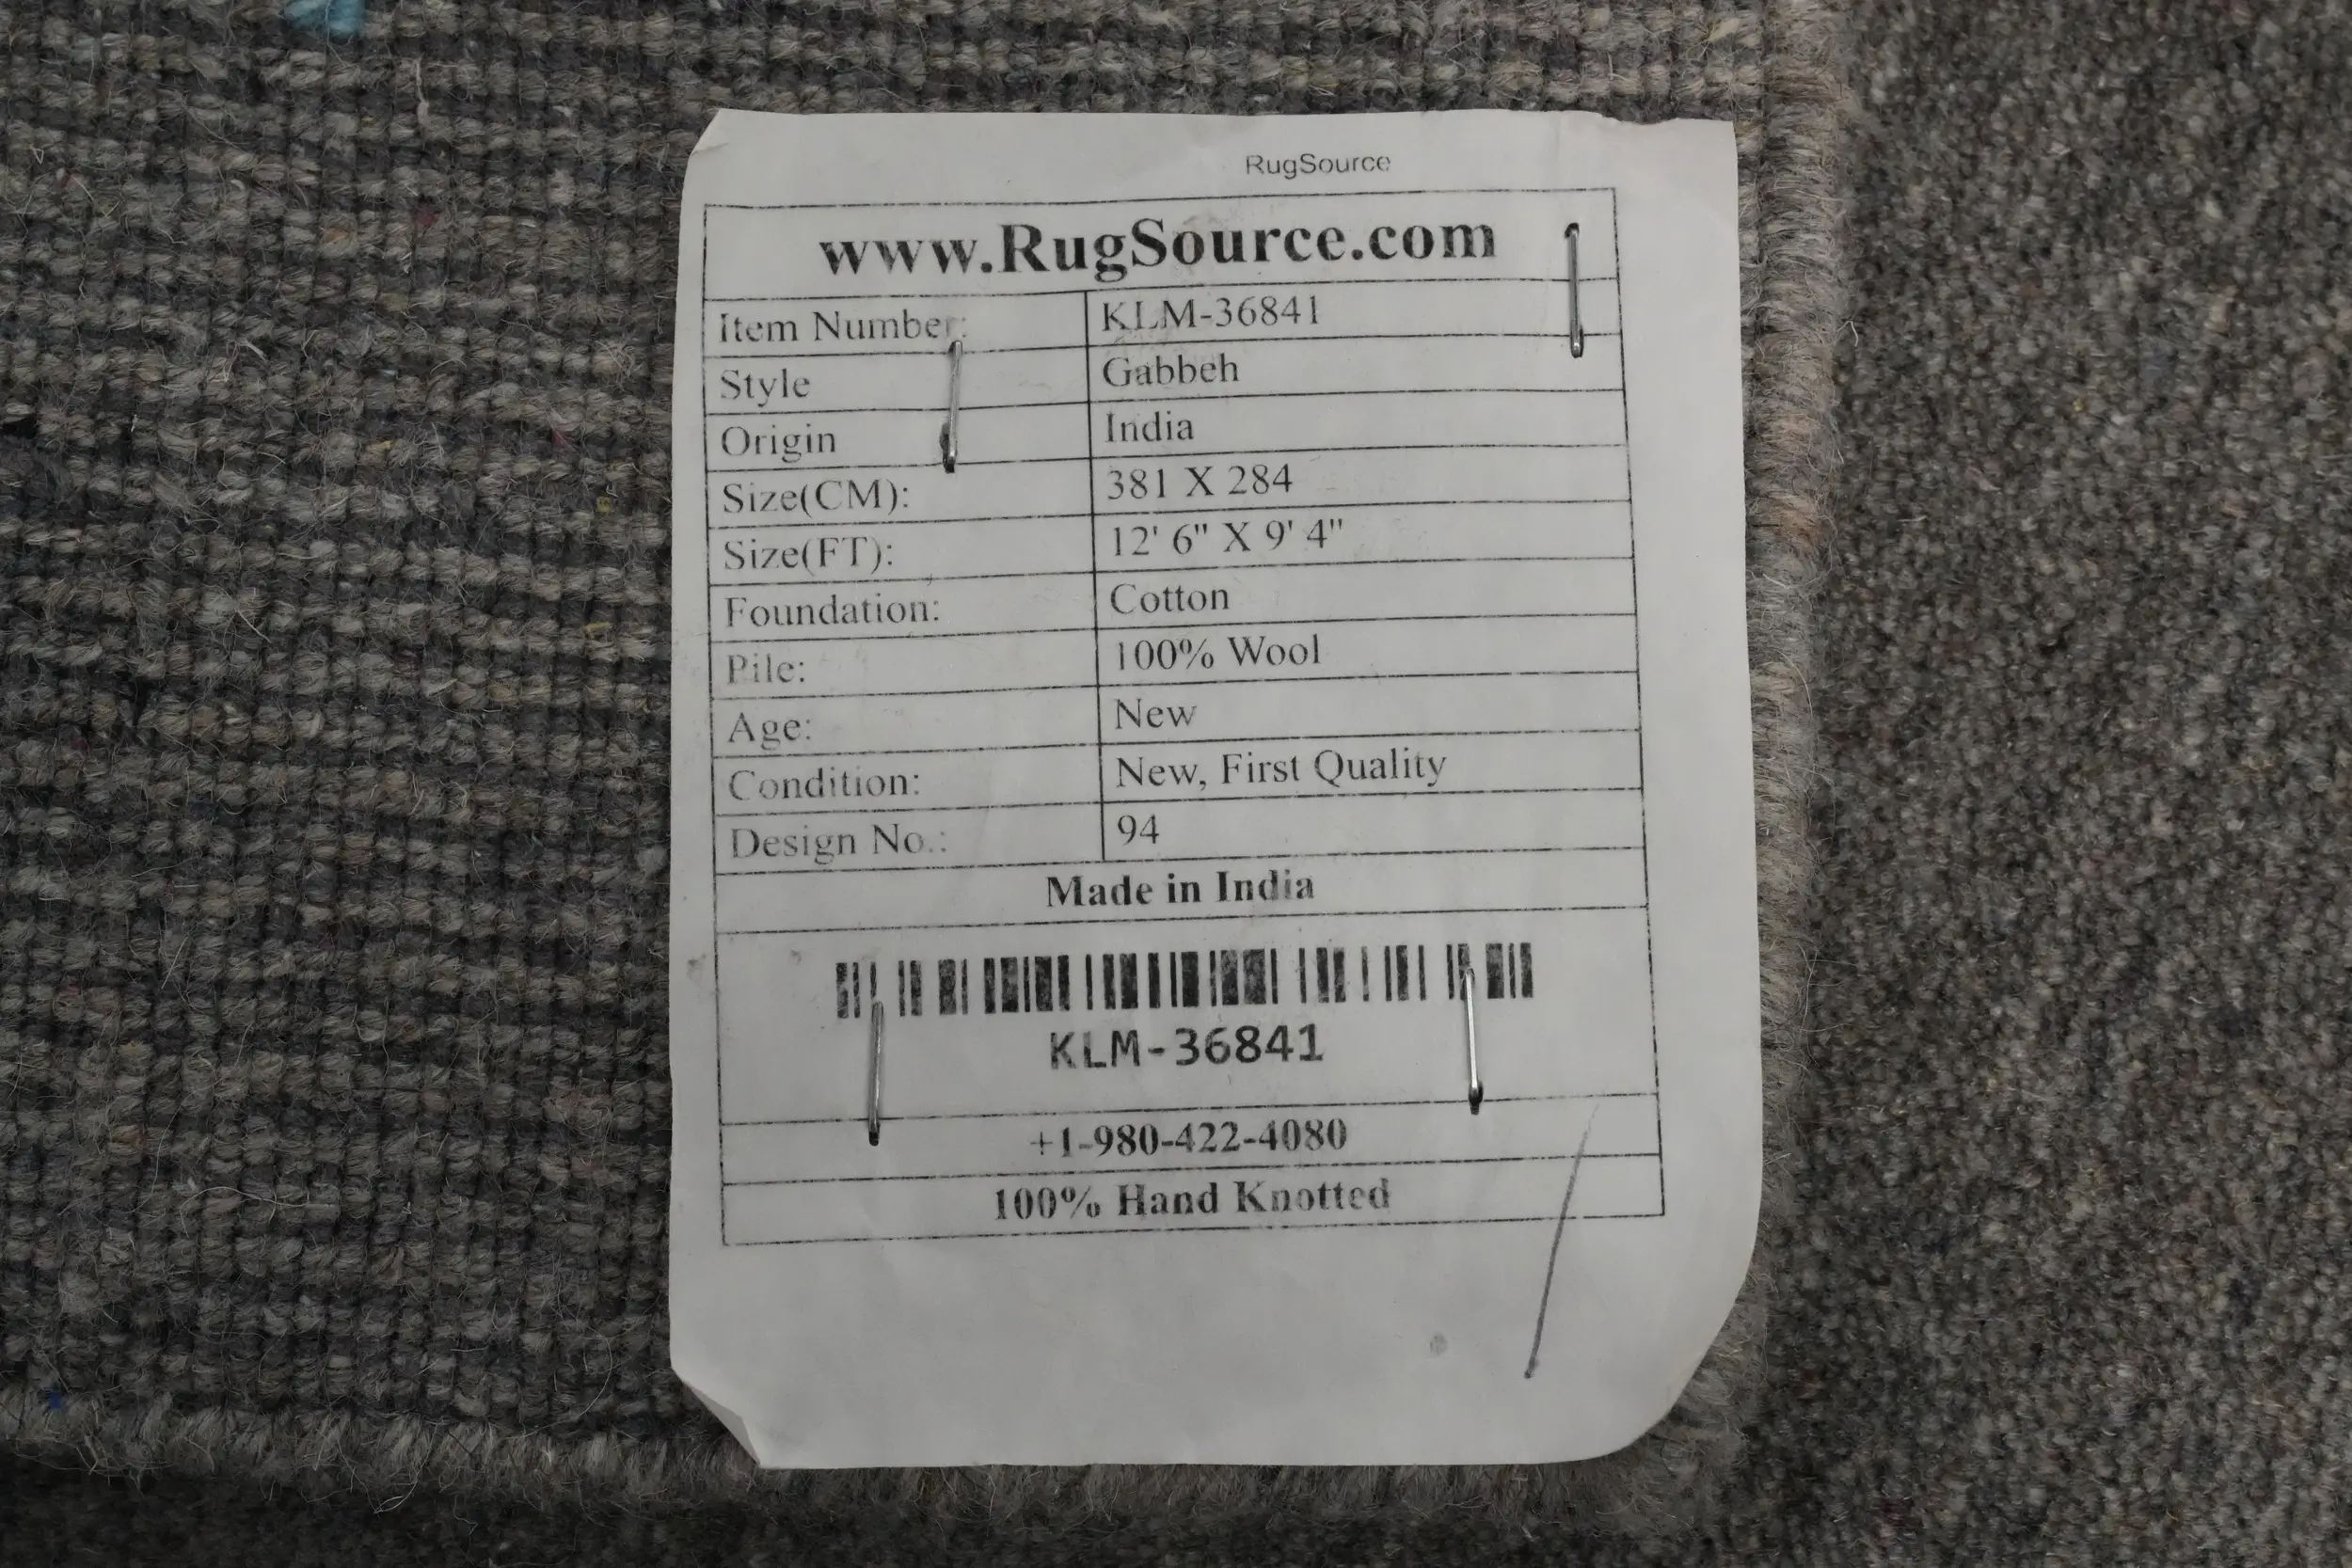 RugSource
www.RugSource.com
Item Number: KLM-36841
Style Gabbeh
Origin India
Size(CM): 381 X 284
Size(FT): 12' 6" X 9' 4"
Foundation: Cotton
Pile: 100% Wool
Age: New
Condition: New, First Quality
Design No.: 94
Made in India
KLM-36841
+1-980-422-4080
100% Hand Knotted